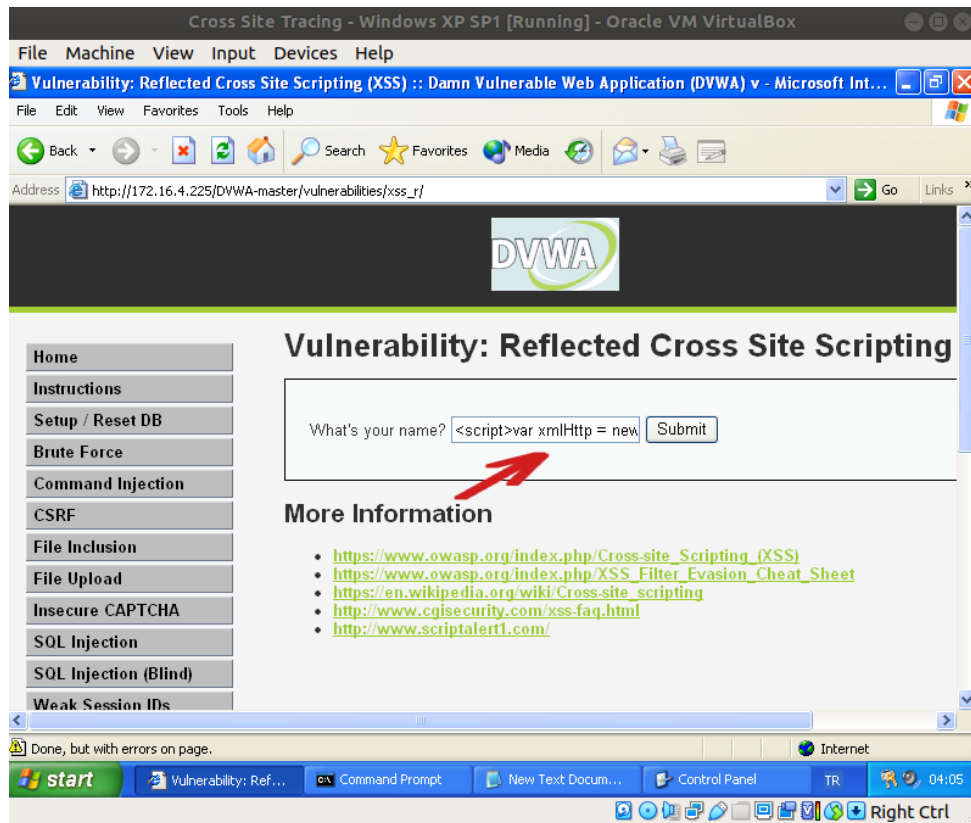 Cross Site Tracing - Windows XP SP1 [Running] - Oracle VM VirtualBox
File Machine View Input Devices Help
Vulnerability: Reflected Cross Site Scripting (XSS) :: Damn Vulnerable Web Application (DVWA) v - Microsoft Int...
File Edit View Favorites Tools Help
Back Search Favorites Media
Address http://172.16.4.225/DVWA-master/vulnerabilities/xss_r/ Go Links »
DVWA
Home
Instructions
Setup / Reset DB
Brute Force
Command Injection
CSRF
File Inclusion
File Upload
Insecure CAPTCHA
SQL Injection
SQL Injection (Blind)
Weak Session IDs
Vulnerability: Reflected Cross Site Scripting
What's your name? <script>var xmlHttp = new Submit
More Information
https://www.owasp.org/index.php/Cross-site_Scripting_(XSS)
https://www.owasp.org/index.php/XSS_Filter_Evasion_Cheat_Sheet
https://en.wikipedia.org/wiki/Cross-site_scripting
http://www.cgisecurity.com/xss-faq.html
http://www.scriptalert1.com/
Done, but with errors on page. Internet
start Vulnerability: Ref... Command Prompt New Text Docum... Control Panel TR 04:05
Right Ctrl